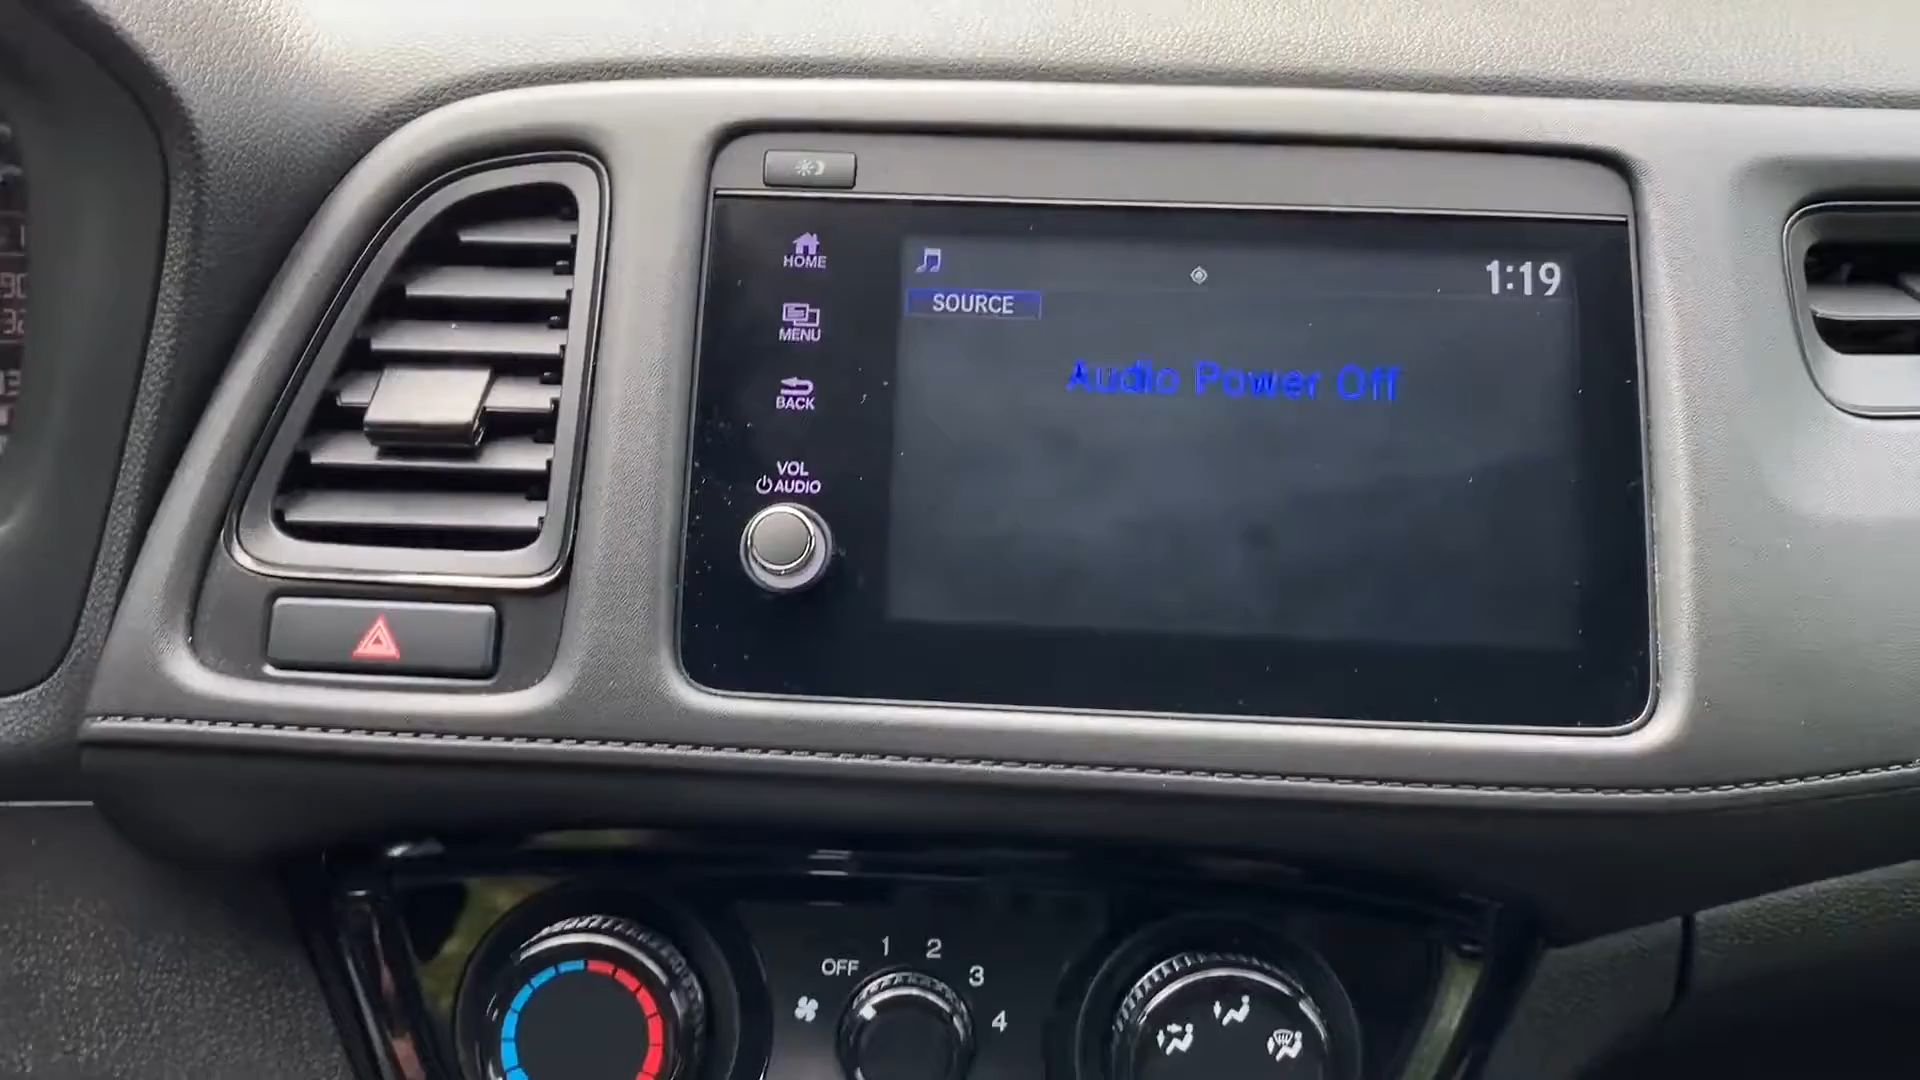 HOME
MENU
BACK
VOL
AUDIO
1:19
SOURCE
Audio Power Off
OFF
1
2
3
4